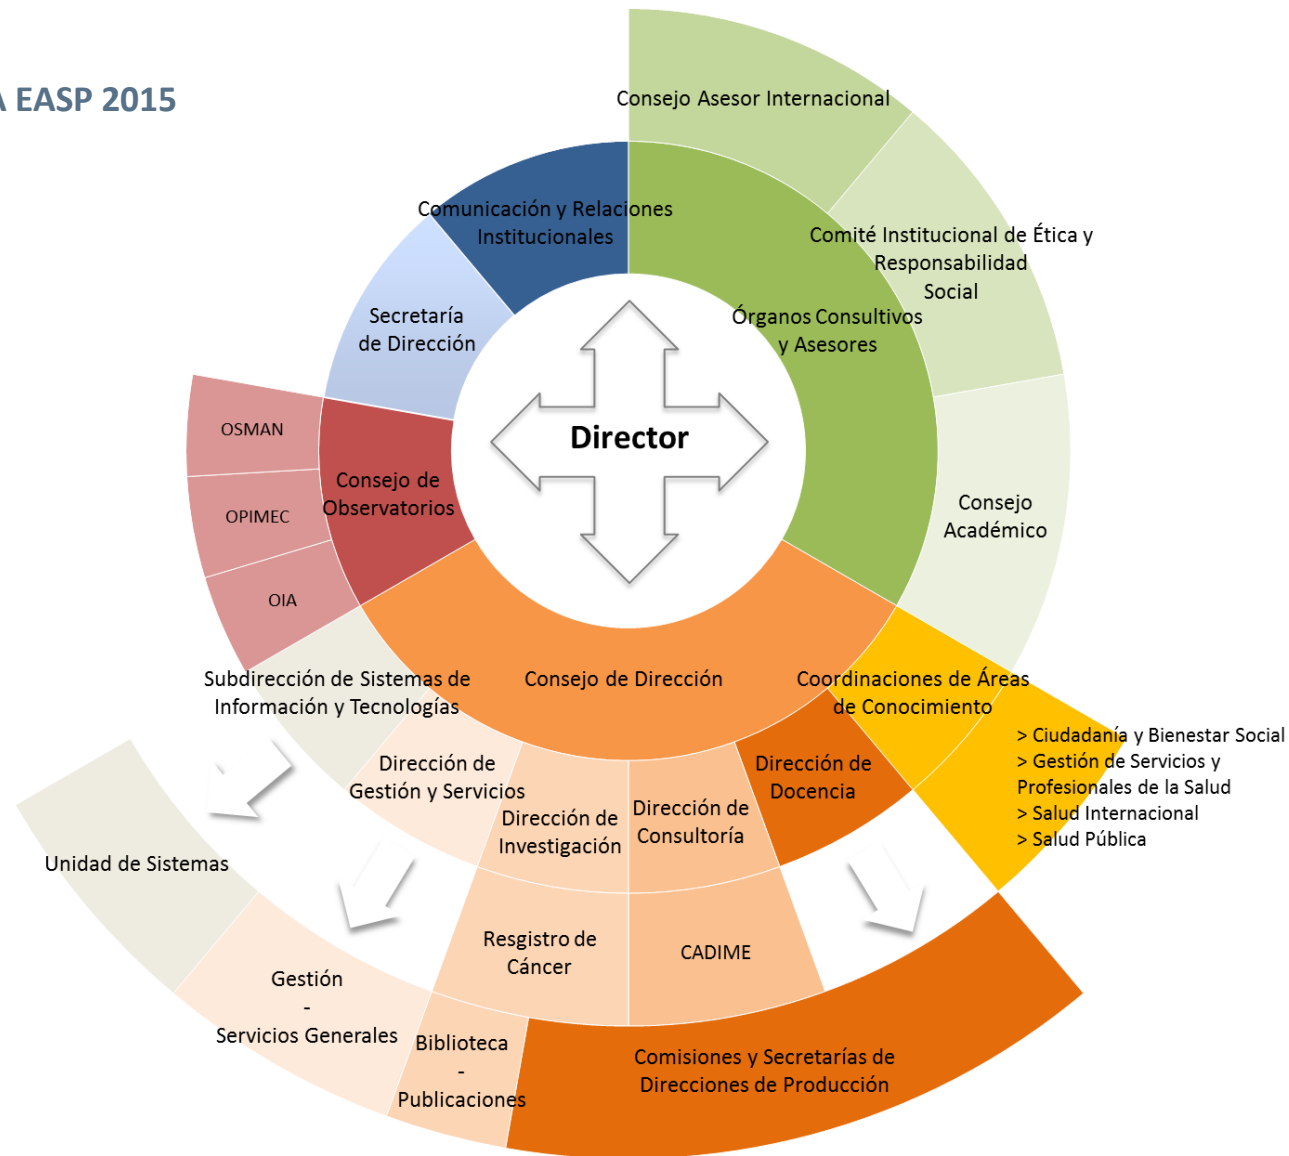 A EASP 2015
Consejo Asesor Internacional
Comunicación y Relaciones
Institucionales
Comité Institucional de Ética y
Responsabilidad
Social
Secretaría
de Dirección
Órganos Consultivos
y Asesores
Director
OSMAN
Consejo de
Observatorios
OPIMEC
Consejo
Académico
OIA
Subdirección de Sistemas de
Información y Tecnologías
Consejo de Dirección
Coordinaciones de Áreas
de Conocimiento
> Ciudadanía y Bienestar Social
> Gestión de Servicios y
Profesionales de la Salud
> Salud Internacional
> Salud Pública
Dirección de
Gestión y Servicios
Dirección de
Investigación
Dirección de
Consultoría
Dirección de
Docencia
Unidad de Sistemas
Resgistro de
Cáncer
CADIME
Gestión
-
Servicios Generales
Biblioteca
-
Publicaciones
Comisiones y Secretarías de
Direcciones de Producción